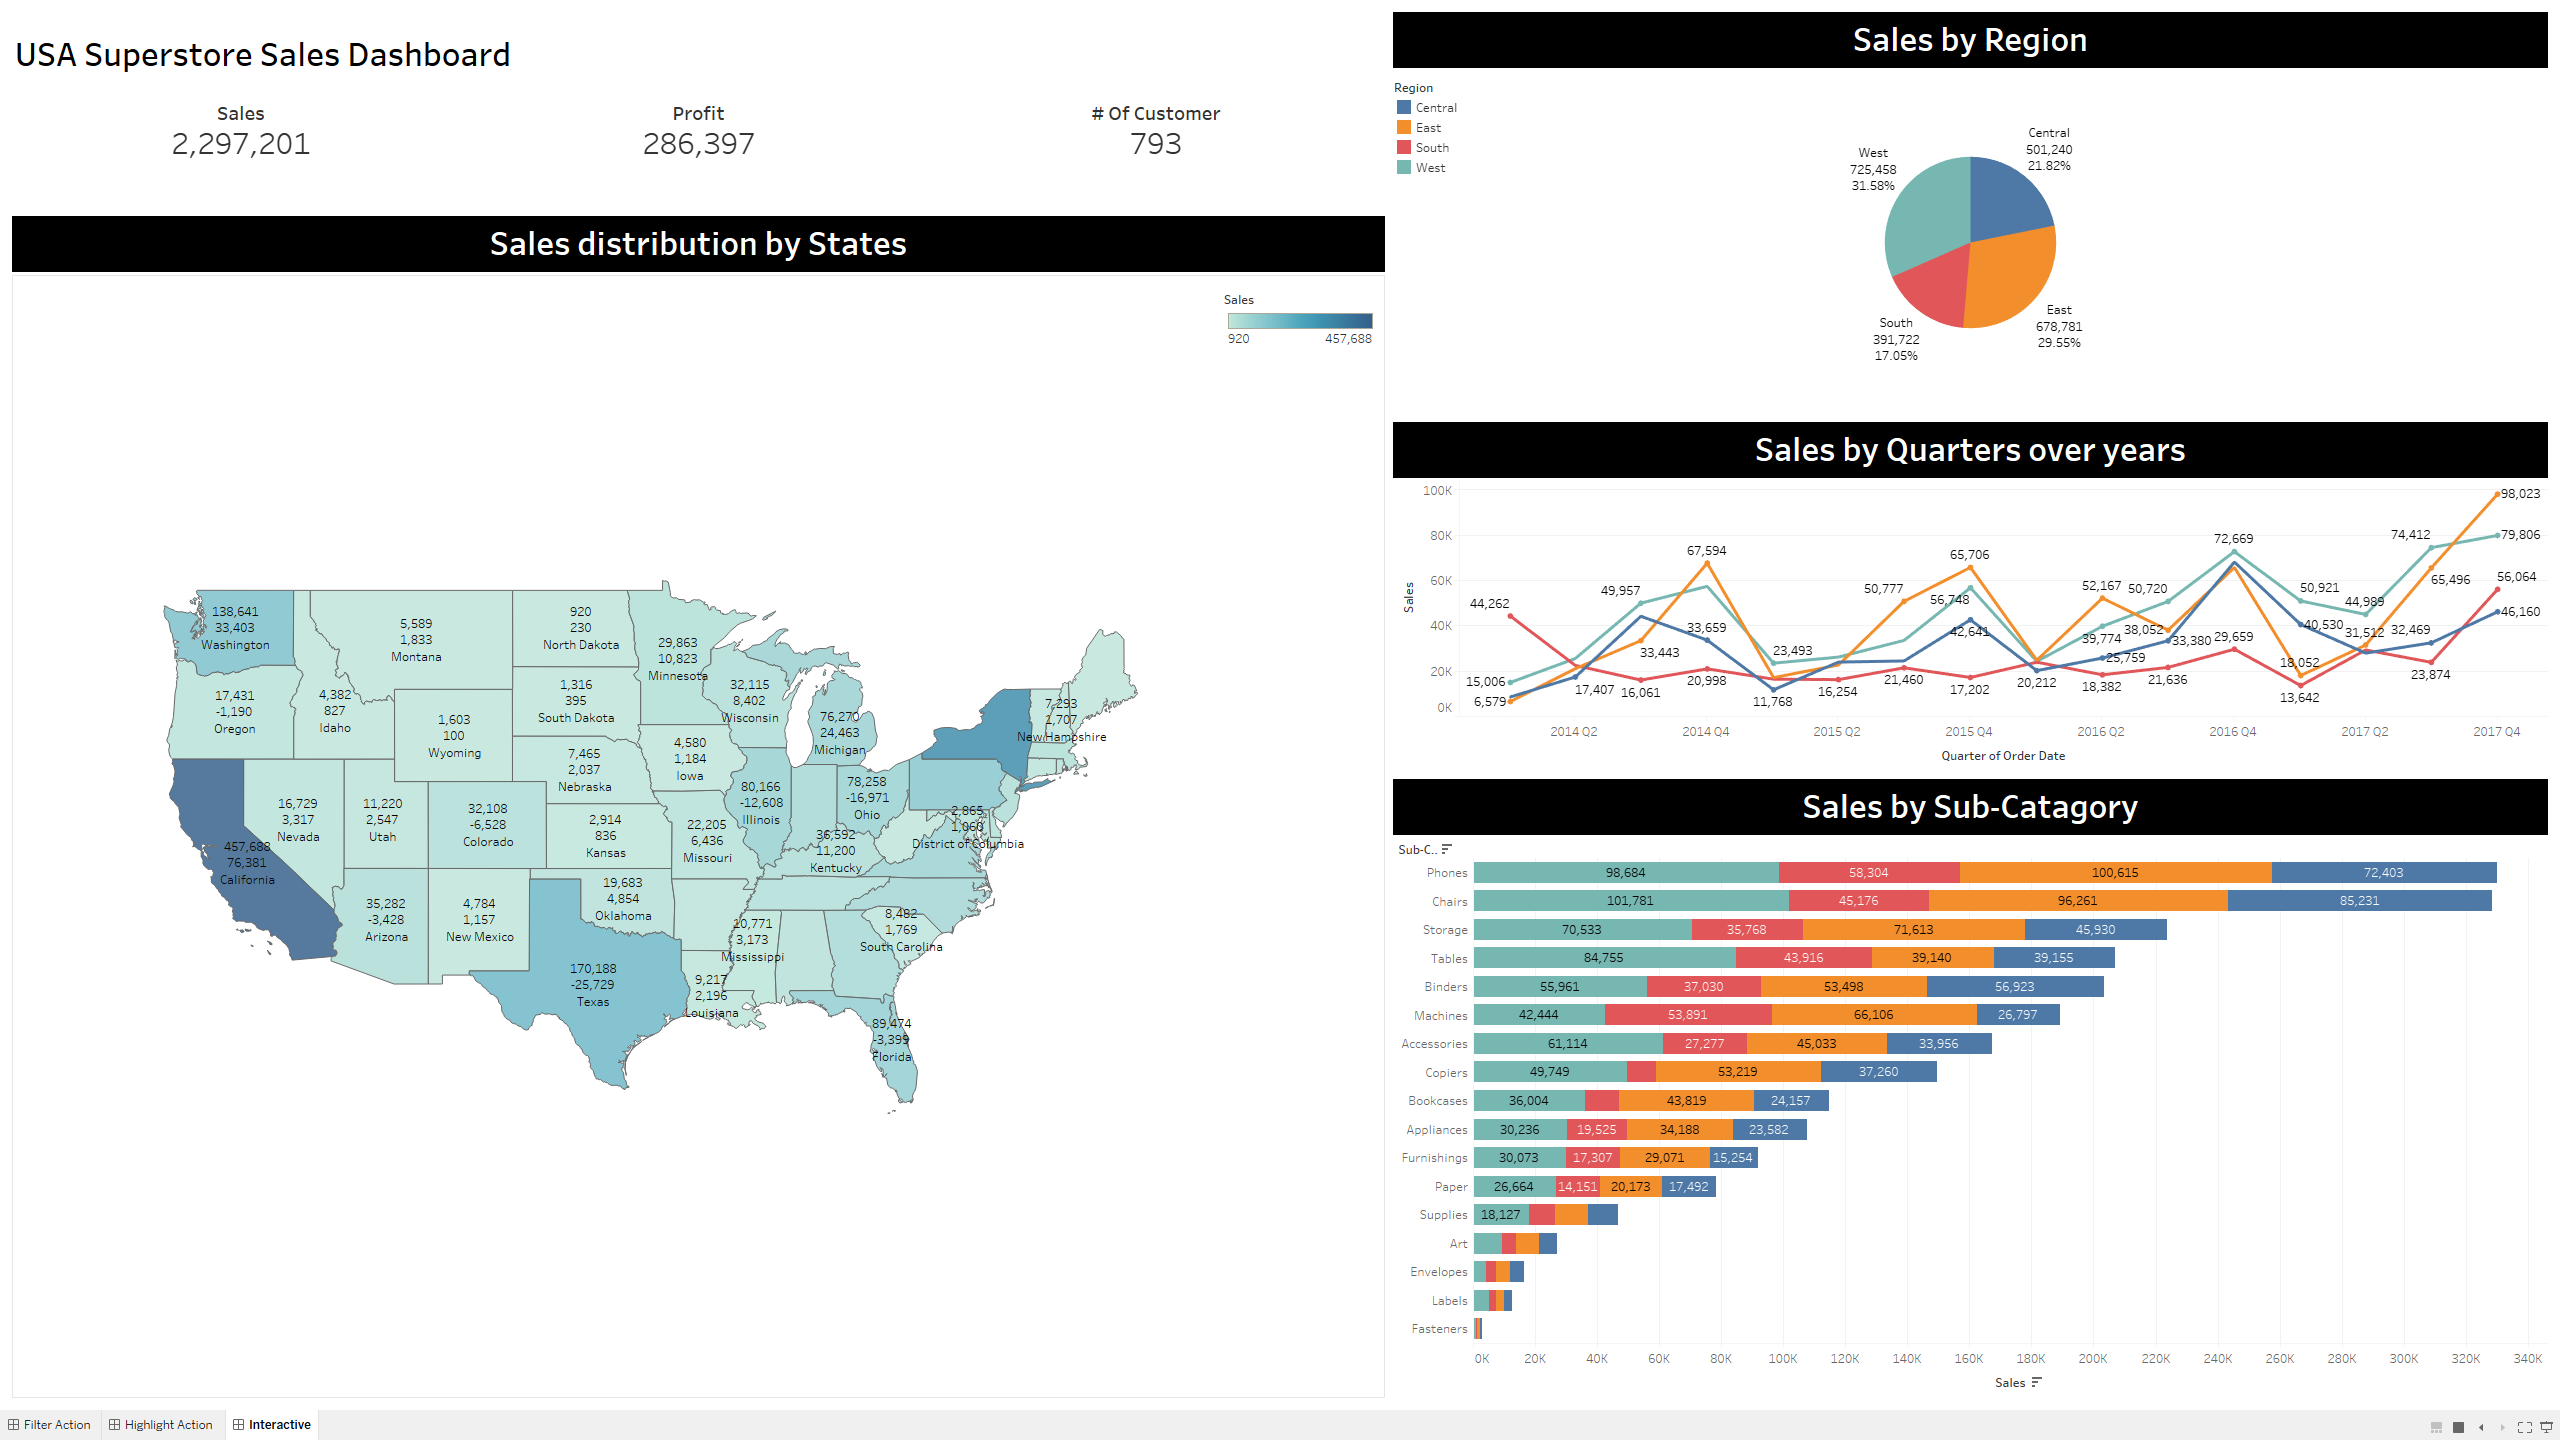 USA Superstore Sales Dashboard
Sales
2,297,201
Profit
286,397
# Of Customer
793
Sales distribution by States
Sales
920 457,688
138,641
33,403
Washington
5,589
1,833
Montana
920
230
North Dakota
29,863
10,823
Minnesota
17,431
-1,190
Oregon
4,382
827
Idaho
1,603
100
Wyoming
1,316
395
South Dakota
32,115
8,402
Wisconsin
76,270
24,463
Michigan
7,293
1,707
New Hampshire
7,465
2,037
Nebraska
4,580
1,184
Iowa
80,166
-12,608
Illinois
78,258
-16,971
Ohio
16,729
3,317
Nevada
11,220
2,547
Utah
32,108
-6,528
Colorado
2,914
836
Kansas
22,205
6,436
Missouri
36,592
11,200
Kentucky
2,865
1,060
District of Columbia
457,688
76,381
California
35,282
-3,428
Arizona
4,784
1,157
New Mexico
19,683
4,854
Oklahoma
10,771
3,173
Mississippi
8,482
1,769
South Carolina
170,188
-25,729
Texas
9,217
2,196
Louisiana
89,474
-3,399
Florida
Sales by Region
Region
Central
East
South
West
Central
501,240
21.82%
West
725,458
31.58%
East
678,781
29.55%
South
391,722
17.05%
Sales by Quarters over years
Sales
100K
80K
60K
40K
20K
0K
44,262
15,006
6,579
17,407
49,957
33,443
16,061
67,594
33,659
20,998
23,493
11,768
16,254
50,777
21,460
65,706
56,748
42,641
17,202
20,212
52,167
39,774
25,759
18,382
50,720
38,052
33,380
21,636
72,669
29,659
50,921
40,530
18,052
13,642
44,989
31,512
74,412
65,496
32,469
23,874
98,023
79,806
56,064
46,160
2014 Q2 2014 Q4 2015 Q2 2015 Q4 2016 Q2 2016 Q4 2017 Q2 2017 Q4
Quarter of Order Date
Sales by Sub-Catagory
Sub-C..
Phones 98,684 58,304 100,615 72,403
Chairs 101,781 45,176 96,261 85,231
Storage 70,533 35,768 71,613 45,930
Tables 84,755 43,916 39,140 39,155
Binders 55,961 37,030 53,498 56,923
Machines 42,444 53,891 66,106 26,797
Accessories 61,114 27,277 45,033 33,956
Copiers 49,749 53,219 37,260
Bookcases 36,004 43,819 24,157
Appliances 30,236 19,525 34,188 23,582
Furnishings 30,073 17,307 29,071 15,254
Paper 26,664 14,151 20,173 17,492
Supplies 18,127
Art
Envelopes
Labels
Fasteners
0K 20K 40K 60K 80K 100K 120K 140K 160K 180K 200K 220K 240K 260K 280K 300K 320K 340K
Sales
Filter Action Highlight Action Interactive